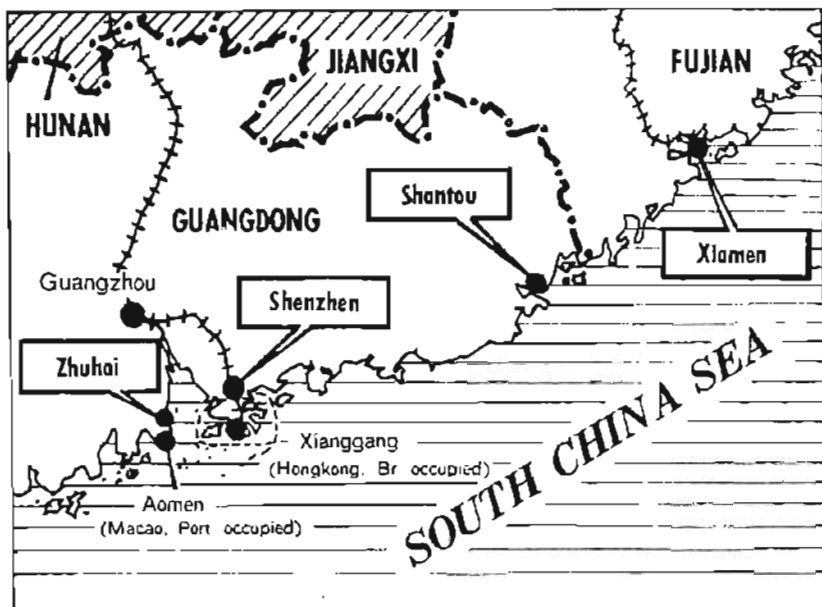 JIANGXI
FUJIAN
HUNAN
Shantou
GUANGDONG
Xiamen
Guangzhou
Shenzhen
Zhuhai
Xianggang
(Hongkong, Br occupied)
Aomen
(Macao, Port occupied)
SOUTH CHINA SEA